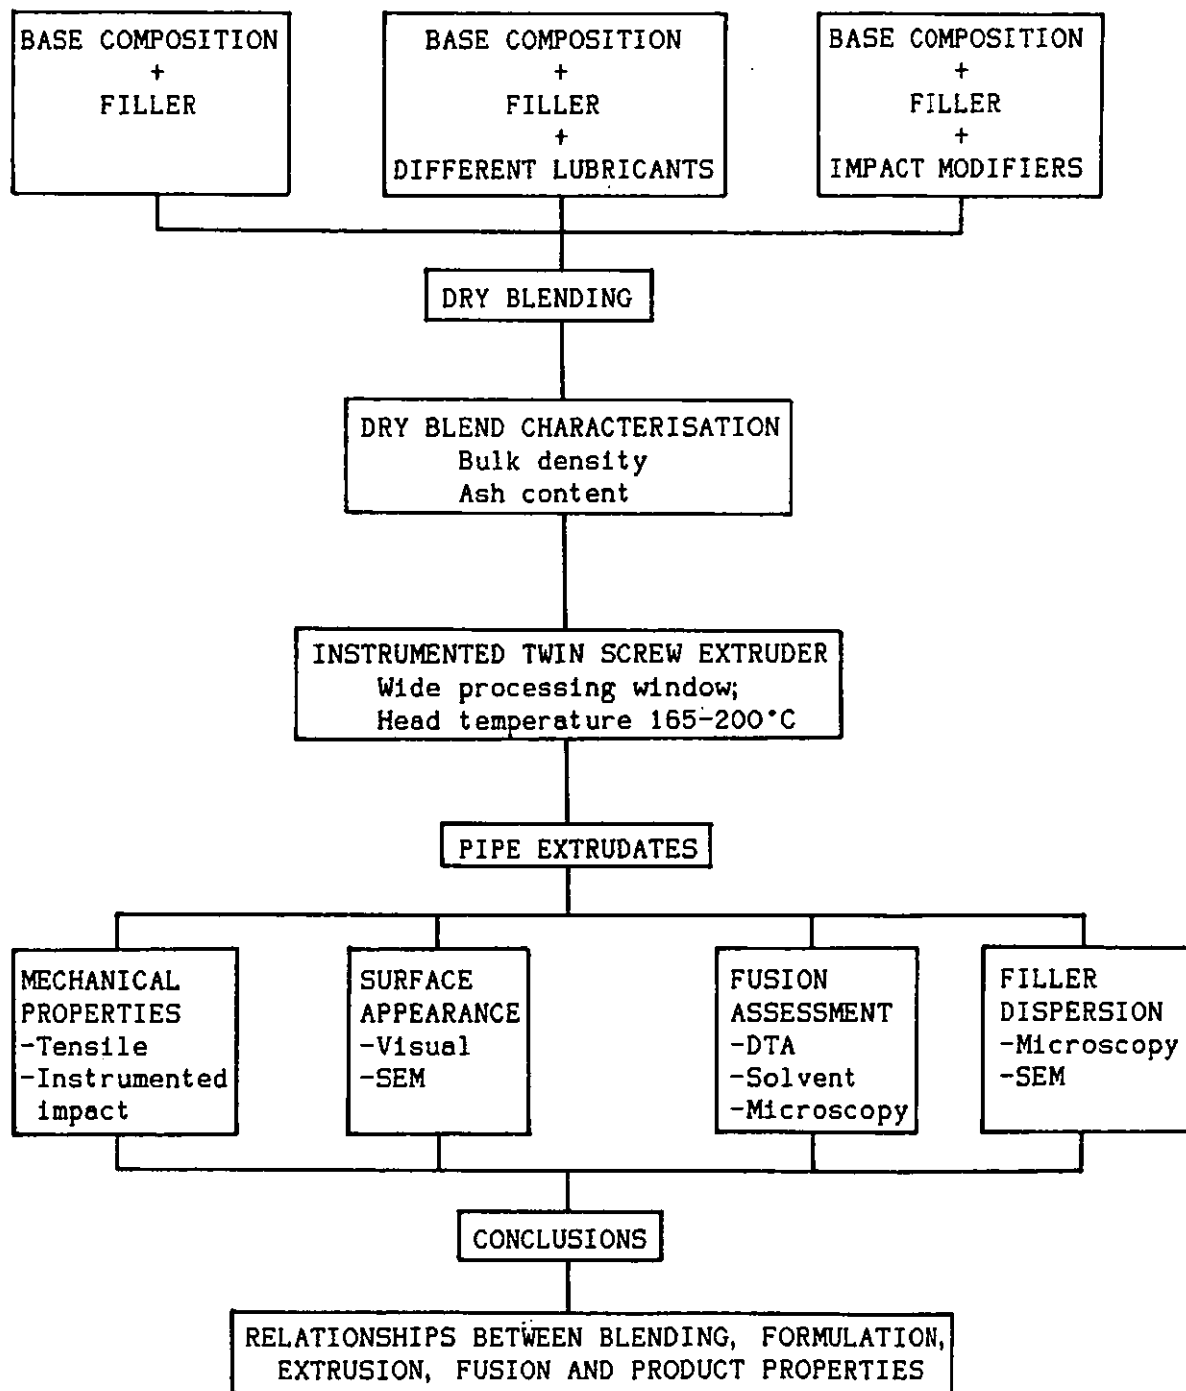 BASE COMPOSITION
+
FILLER
BASE COMPOSITION
+
FILLER
+
DIFFERENT LUBRICANTS
BASE COMPOSITION
+
FILLER
+
IMPACT MODIFIERS
DRY BLENDING
DRY BLEND CHARACTERISATION
Bulk density
Ash content
INSTRUMENTED TWIN SCREW EXTRUDER
Wide processing window;
Head temperature 165-200°C
PIPE EXTRUDATES
MECHANICAL
PROPERTIES
-Tensile
-Instrumented
impact
SURFACE
APPEARANCE
-Visual
-SEM
FUSION
ASSESSMENT
-DTA
-Solvent
-Microscopy
FILLER
DISPERSION
-Microscopy
-SEM
CONCLUSIONS
RELATIONSHIPS BETWEEN BLENDING, FORMULATION,
EXTRUSION, FUSION AND PRODUCT PROPERTIES